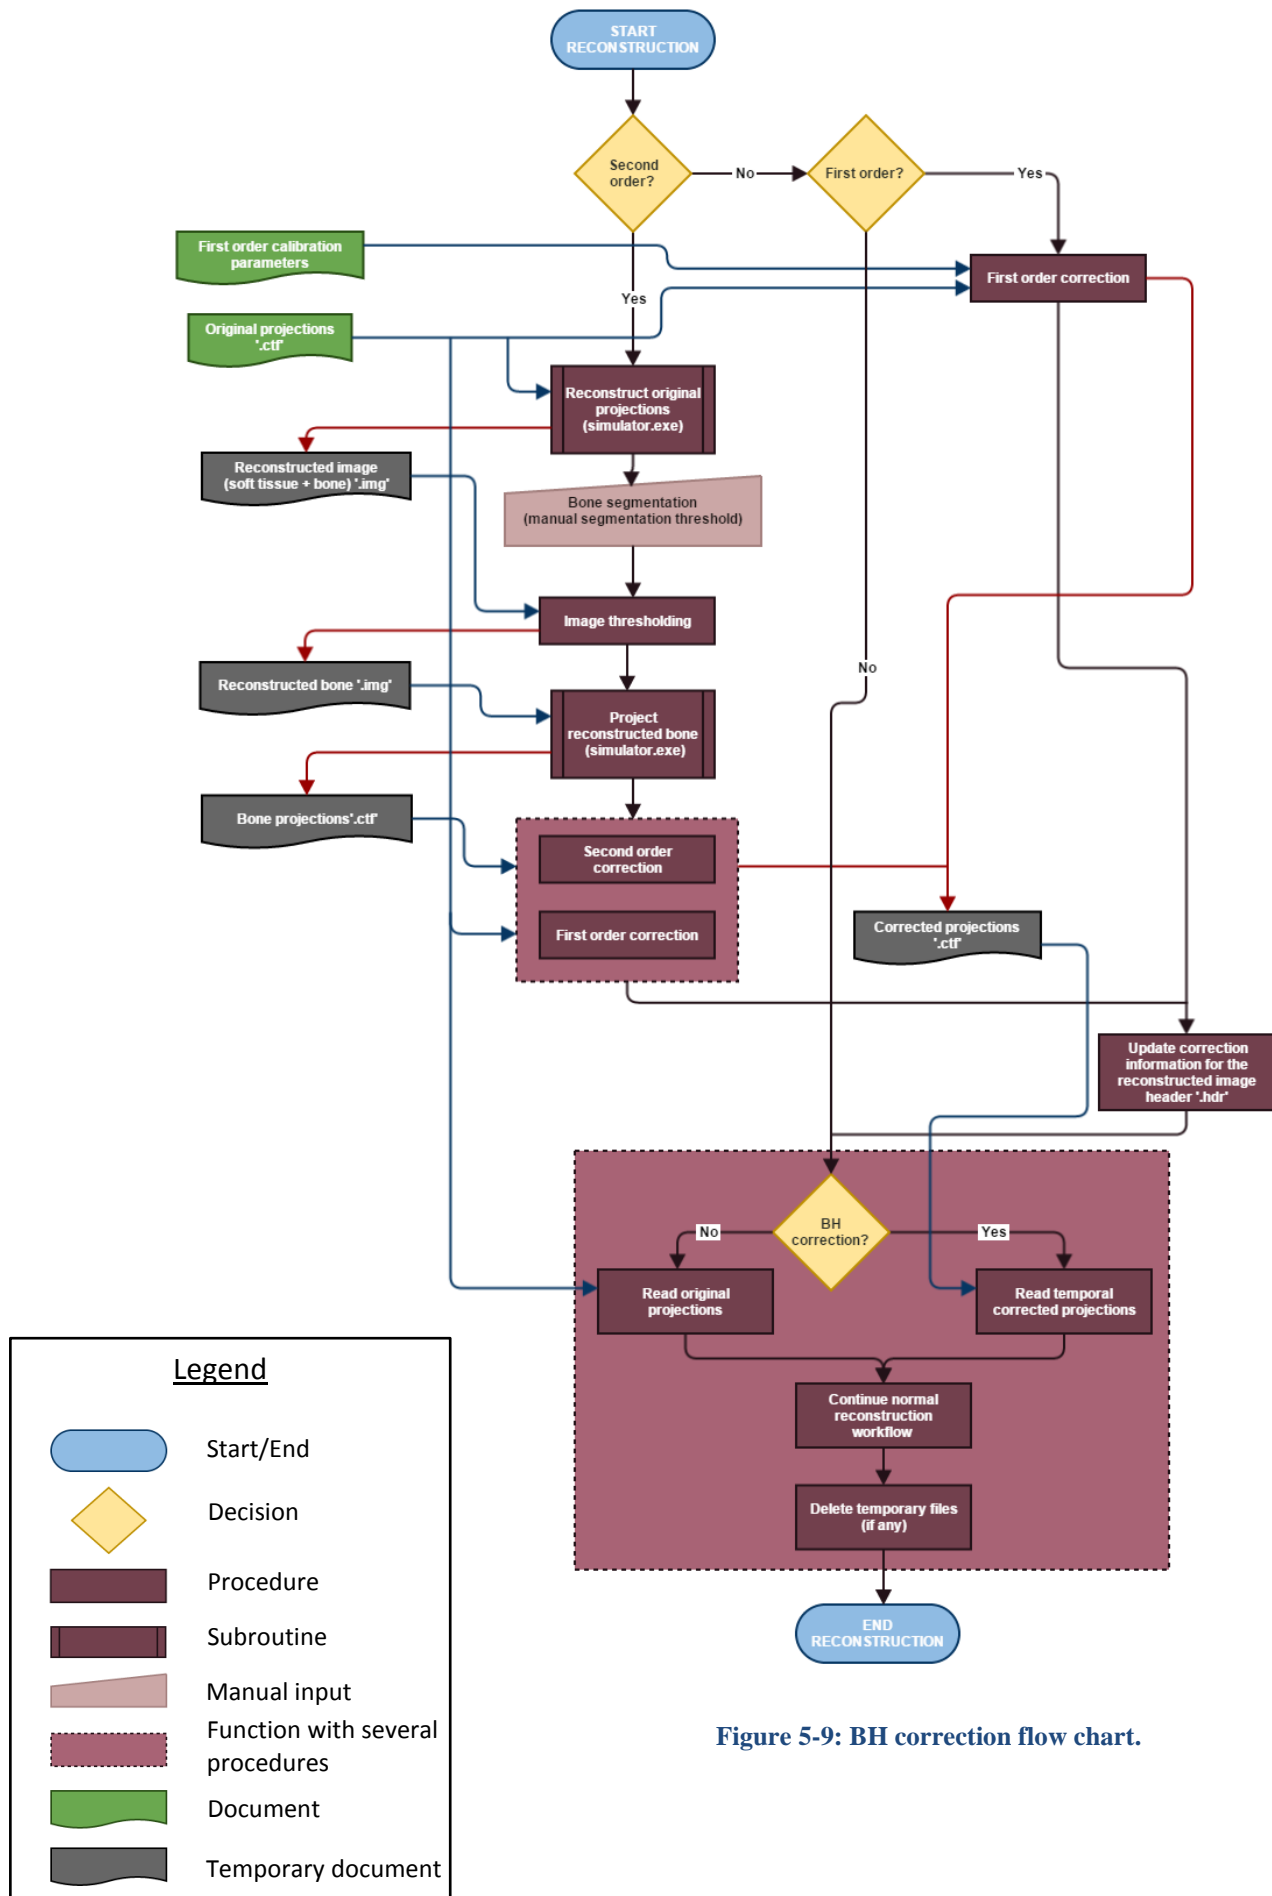 START
RECONSTRUCTION
Second
order?
No
First order?
Yes
First order calibration
parameters
First order correction
Yes
Original projections
'.ctf'
Reconstruct original
projections
(simulator.exe)
Reconstructed image
(soft tissue + bone) '.img'
Bone segmentation
(manual segmentation threshold)
Image thresholding
No
Reconstructed bone '.img'
Project
reconstructed bone
(simulator.exe)
Bone projections'.ctf'
Second order
correction
First order correction
Corrected projections
'.ctf'
Update correction
information for the
reconstructed image
header '.hdr'
BH
correction?
No
Yes
Read original
projections
Read temporal
corrected projections
Continue normal
reconstruction
workflow
Delete temporary files
(if any)
END
RECONSTRUCTION
Legend
Start/End
Decision
Procedure
Subroutine
Manual input
Function with several
procedures
Document
Temporary document
Figure 5-9: BH correction flow chart.